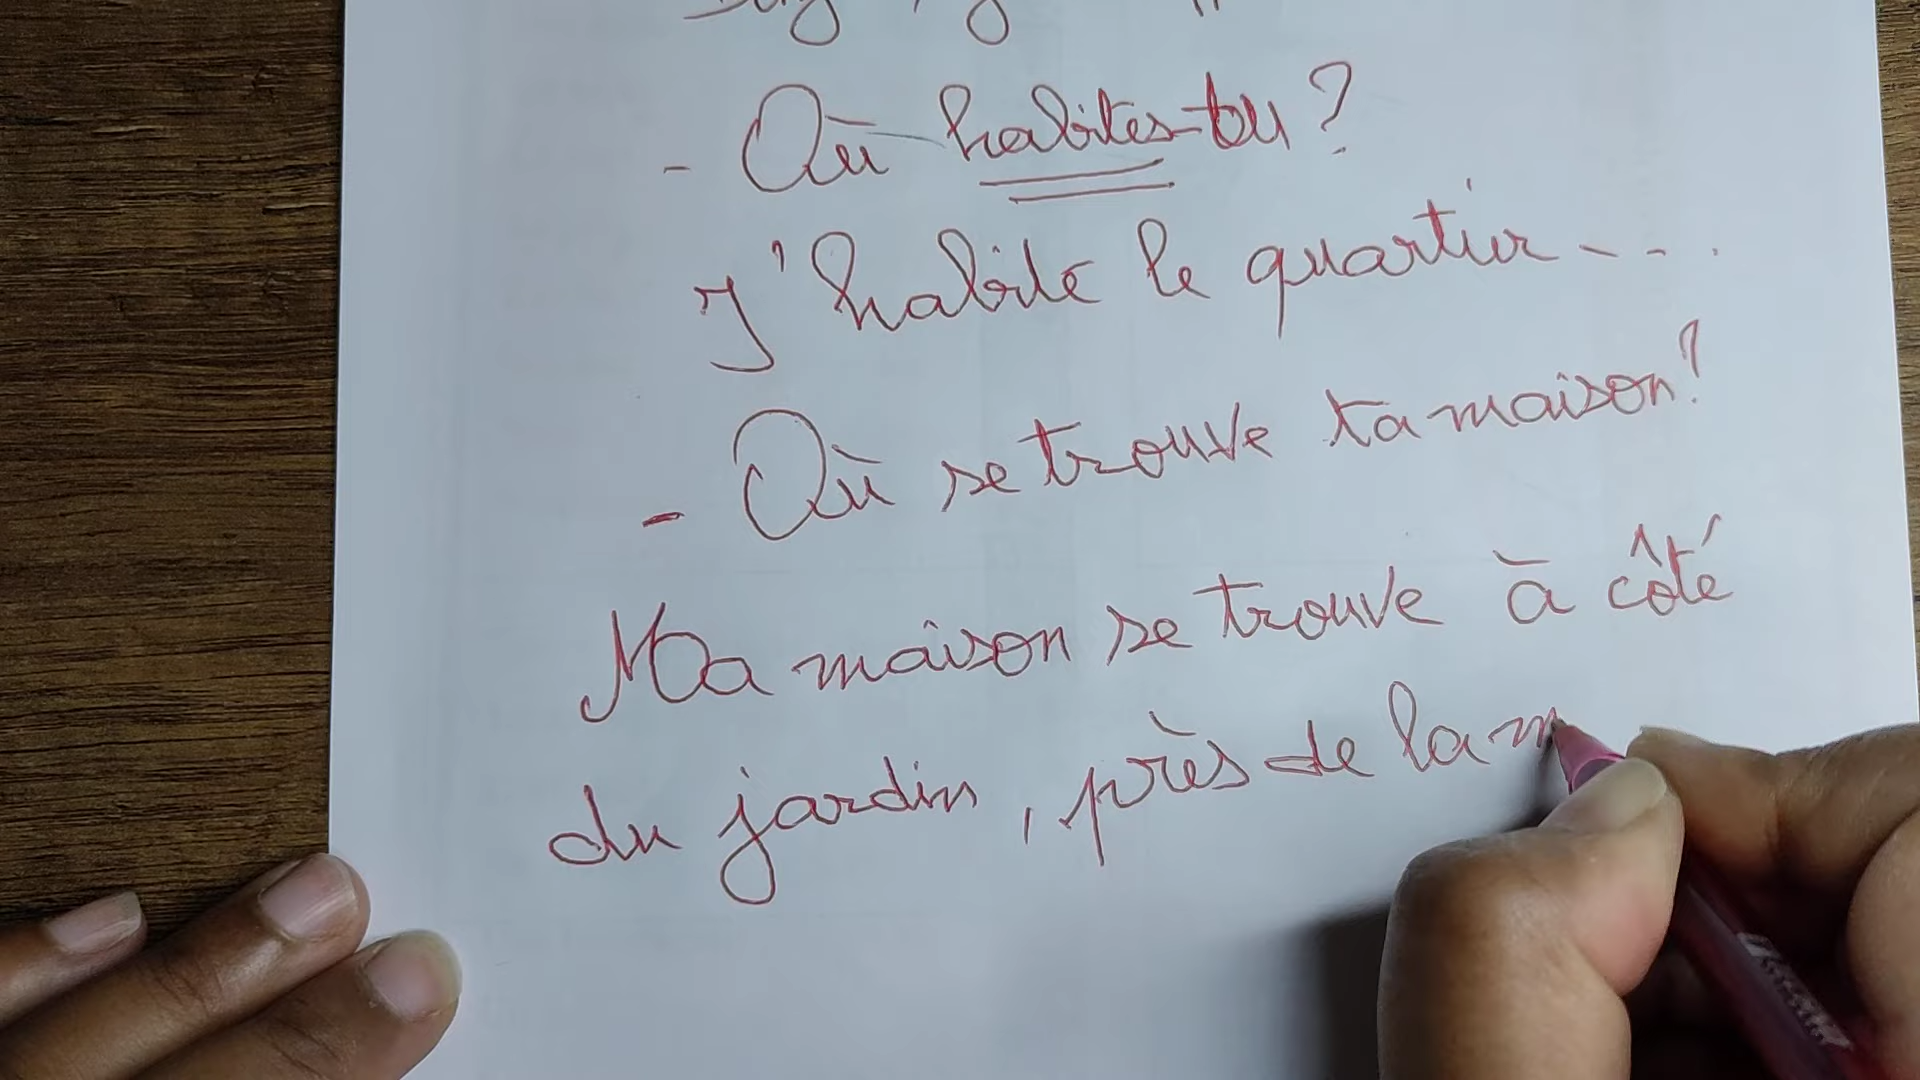 - Où habites-tu ?
J'habite le quartier - - .
- Où se trouve ta maison ?
Ma maison se trouve à côté
du jardin, près de la m